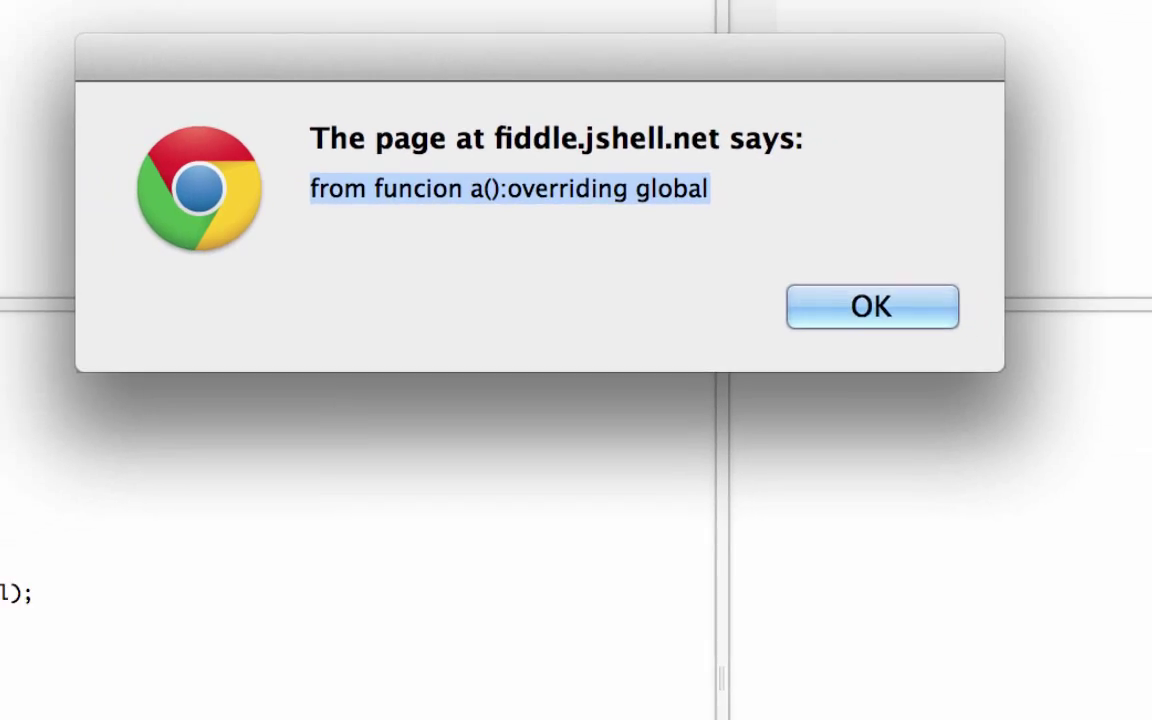 The page at fiddle.jshell.net says:
from funcion a():overriding global
OK
l);